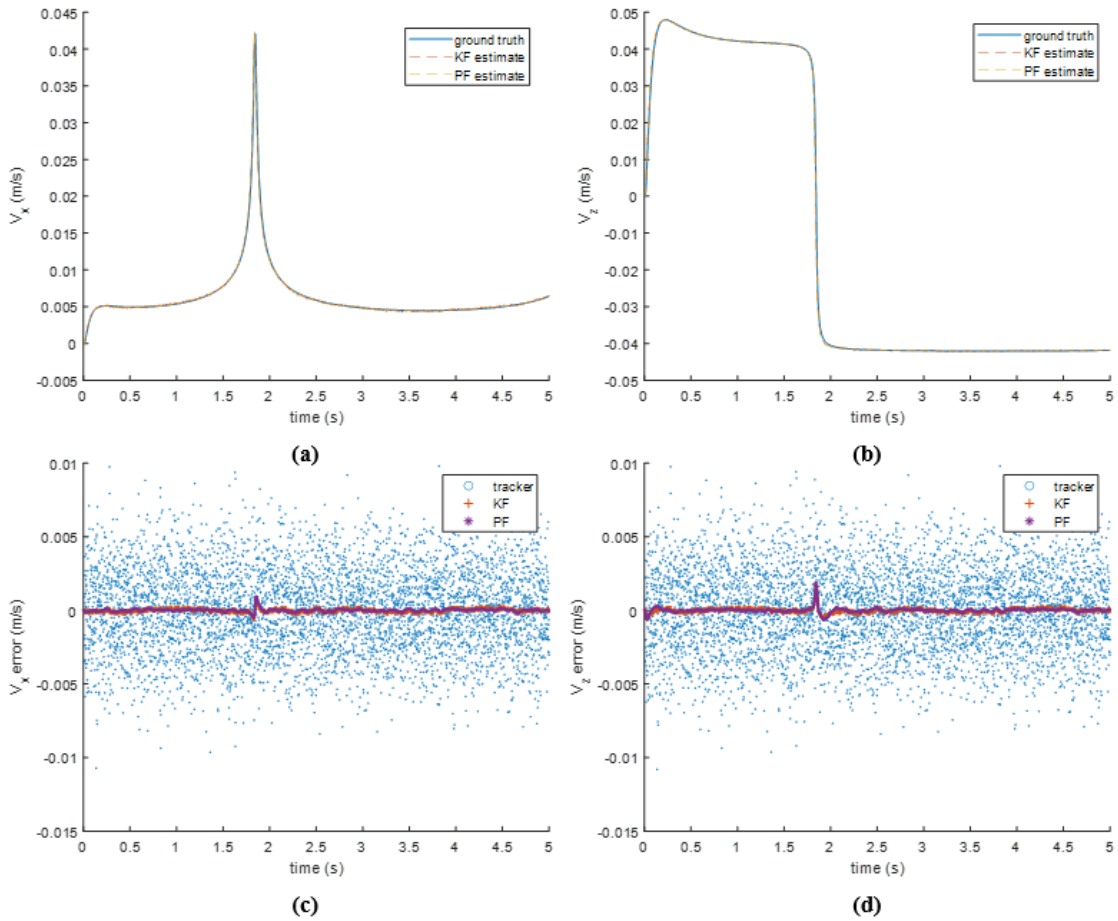 0.045
0.04
0.035
0.03
0.025
0.02
0.015
0.01
0.005
0
-0.005
V_x (m/s)
ground truth
KF estimate
PF estimate
0 0.5 1 1.5 2 2.5 3 3.5 4 4.5 5
time (s)
(a)
0.05
0.04
0.03
0.02
0.01
0
-0.01
-0.02
-0.03
-0.04
-0.05
V_z (m/s)
ground truth
KF estimate
PF estimate
0 0.5 1 1.5 2 2.5 3 3.5 4 4.5 5
time (s)
(b)
0.01
0.005
0
-0.005
-0.01
-0.015
V_x error (m/s)
tracker
KF
PF
0 0.5 1 1.5 2 2.5 3 3.5 4 4.5 5
time (s)
(c)
0.01
0.005
0
-0.005
-0.01
-0.015
V_z error (m/s)
tracker
KF
PF
0 0.5 1 1.5 2 2.5 3 3.5 4 4.5 5
time (s)
(d)